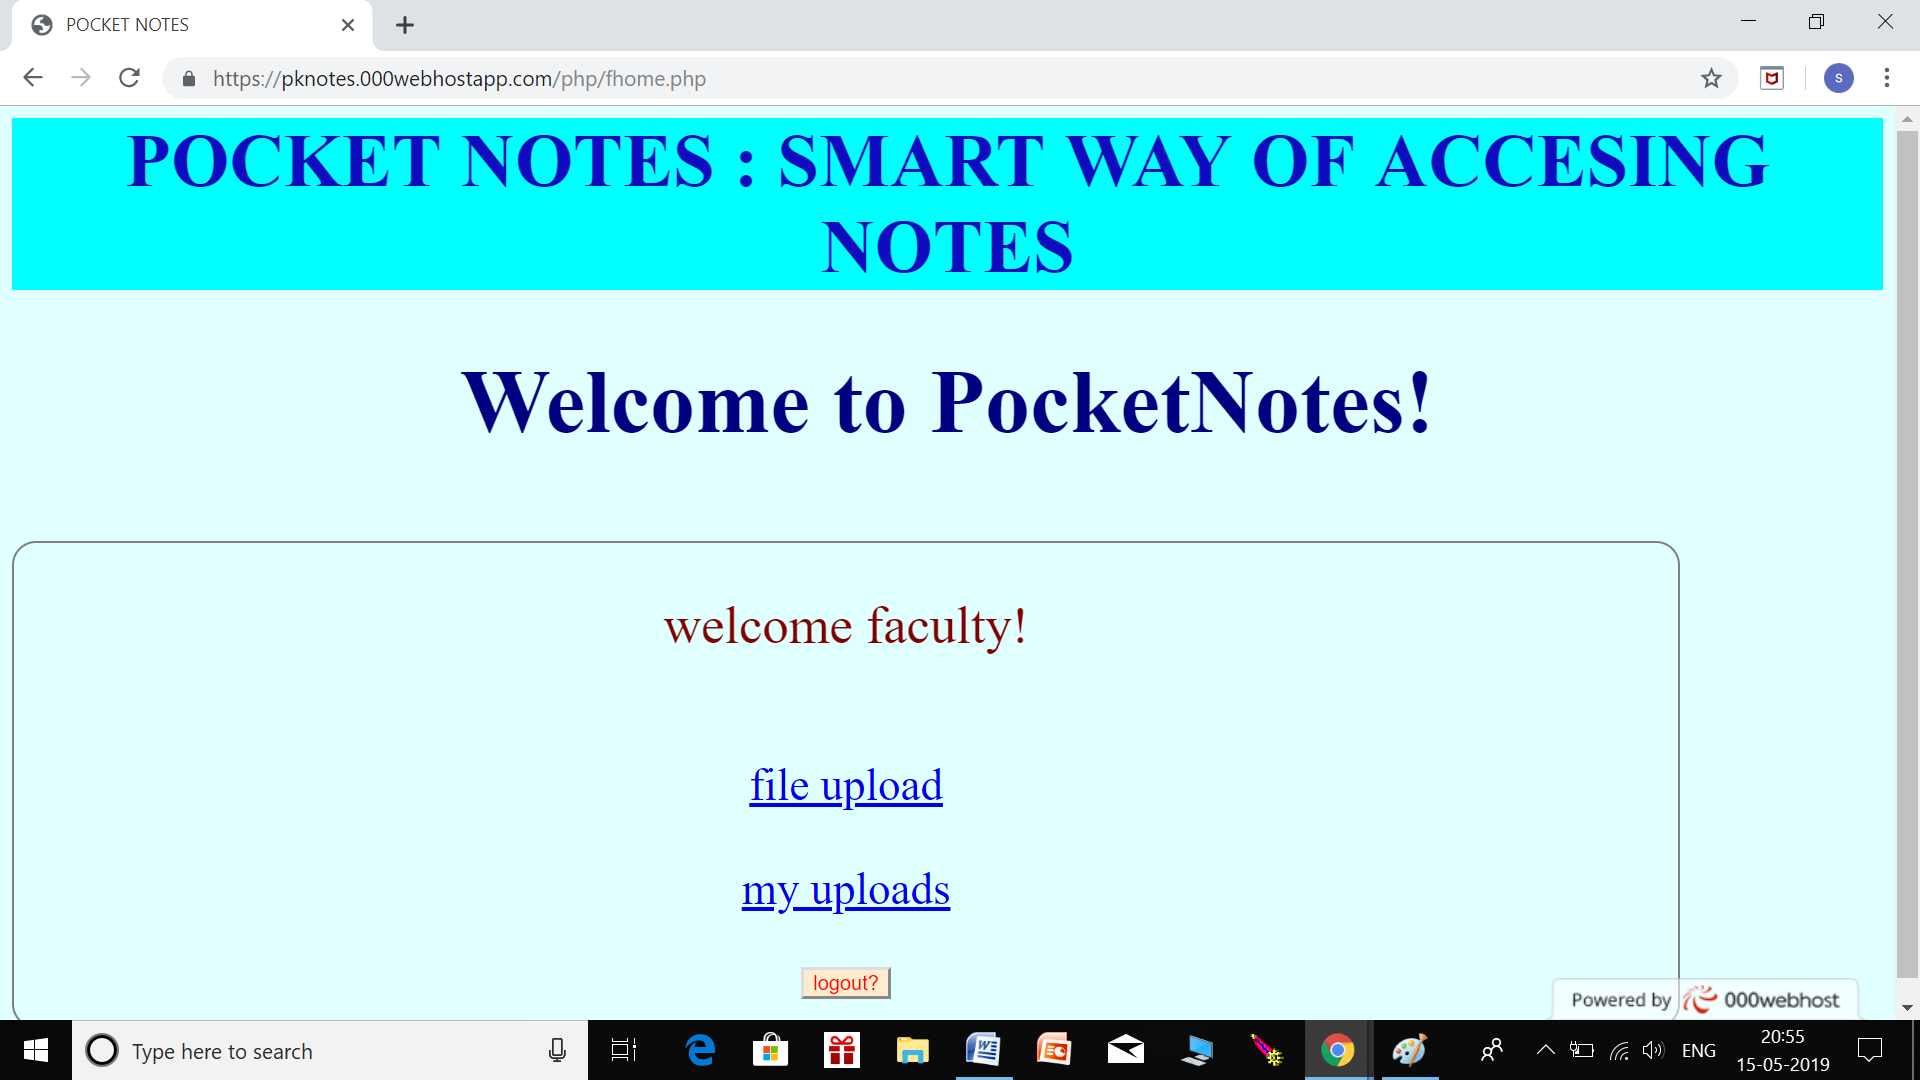 POCKET NOTES
https://pknotes.000webhostapp.com/php/fhome.php
S
POCKET NOTES : SMART WAY OF ACCESING
NOTES
Welcome to PocketNotes!
welcome faculty!
file upload
my uploads
logout?
Powered by 000webhost
Type here to search
ENG
20:55
15-05-2019